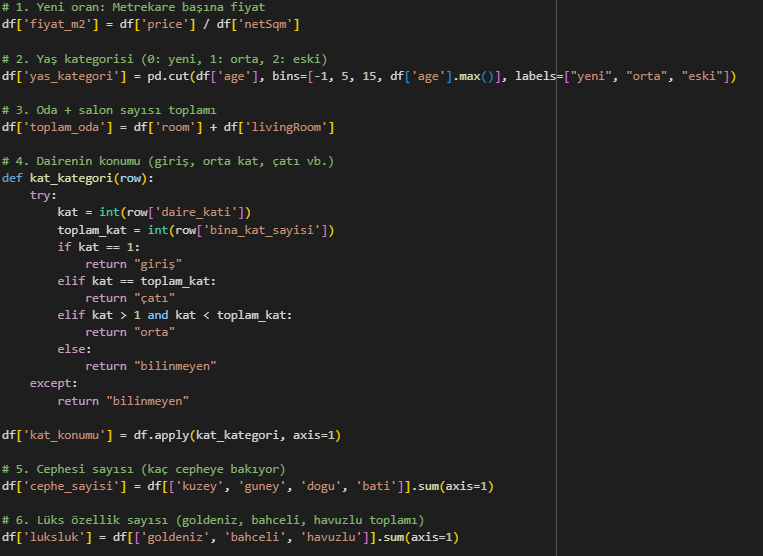 # 1. Yeni oran: Metrekare başına fiyat
df['fiyat_m2'] = df['price'] / df['netSqm']
# 2. Yaş kategorisi (0: yeni, 1: orta, 2: eski)
df['yas_kategori'] = pd.cut(df['age'], bins=[-1, 5, 15, df['age'].max()], labels=["yeni", "orta", "eski"])
# 3. Oda + salon sayısı toplamı
df['toplam_oda'] = df['room'] + df['livingRoom']
# 4. Dairenin konumu (giriş, orta kat, çatı vb.)
def kat_kategori(row):
    try:
        kat = int(row['daire_kati'])
        toplam_kat = int(row['bina_kat_sayisi'])
        if kat == 1:
            return "giriş"
        elif kat == toplam_kat:
            return "çatı"
        elif kat > 1 and kat < toplam_kat:
            return "orta"
        else:
            return "bilinmeyen"
    except:
        return "bilinmeyen"
df['kat_konumu'] = df.apply(kat_kategori, axis=1)
# 5. Cephesi sayısı (kaç cepheye bakıyor)
df['cephe_sayisi'] = df[['kuzey', 'guney', 'dogu', 'bati']].sum(axis=1)
# 6. Lüks özellik sayısı (goldeniz, bahceli, havuzlu toplamı)
df['luksluk'] = df[['goldeniz', 'bahceli', 'havuzlu']].sum(axis=1)